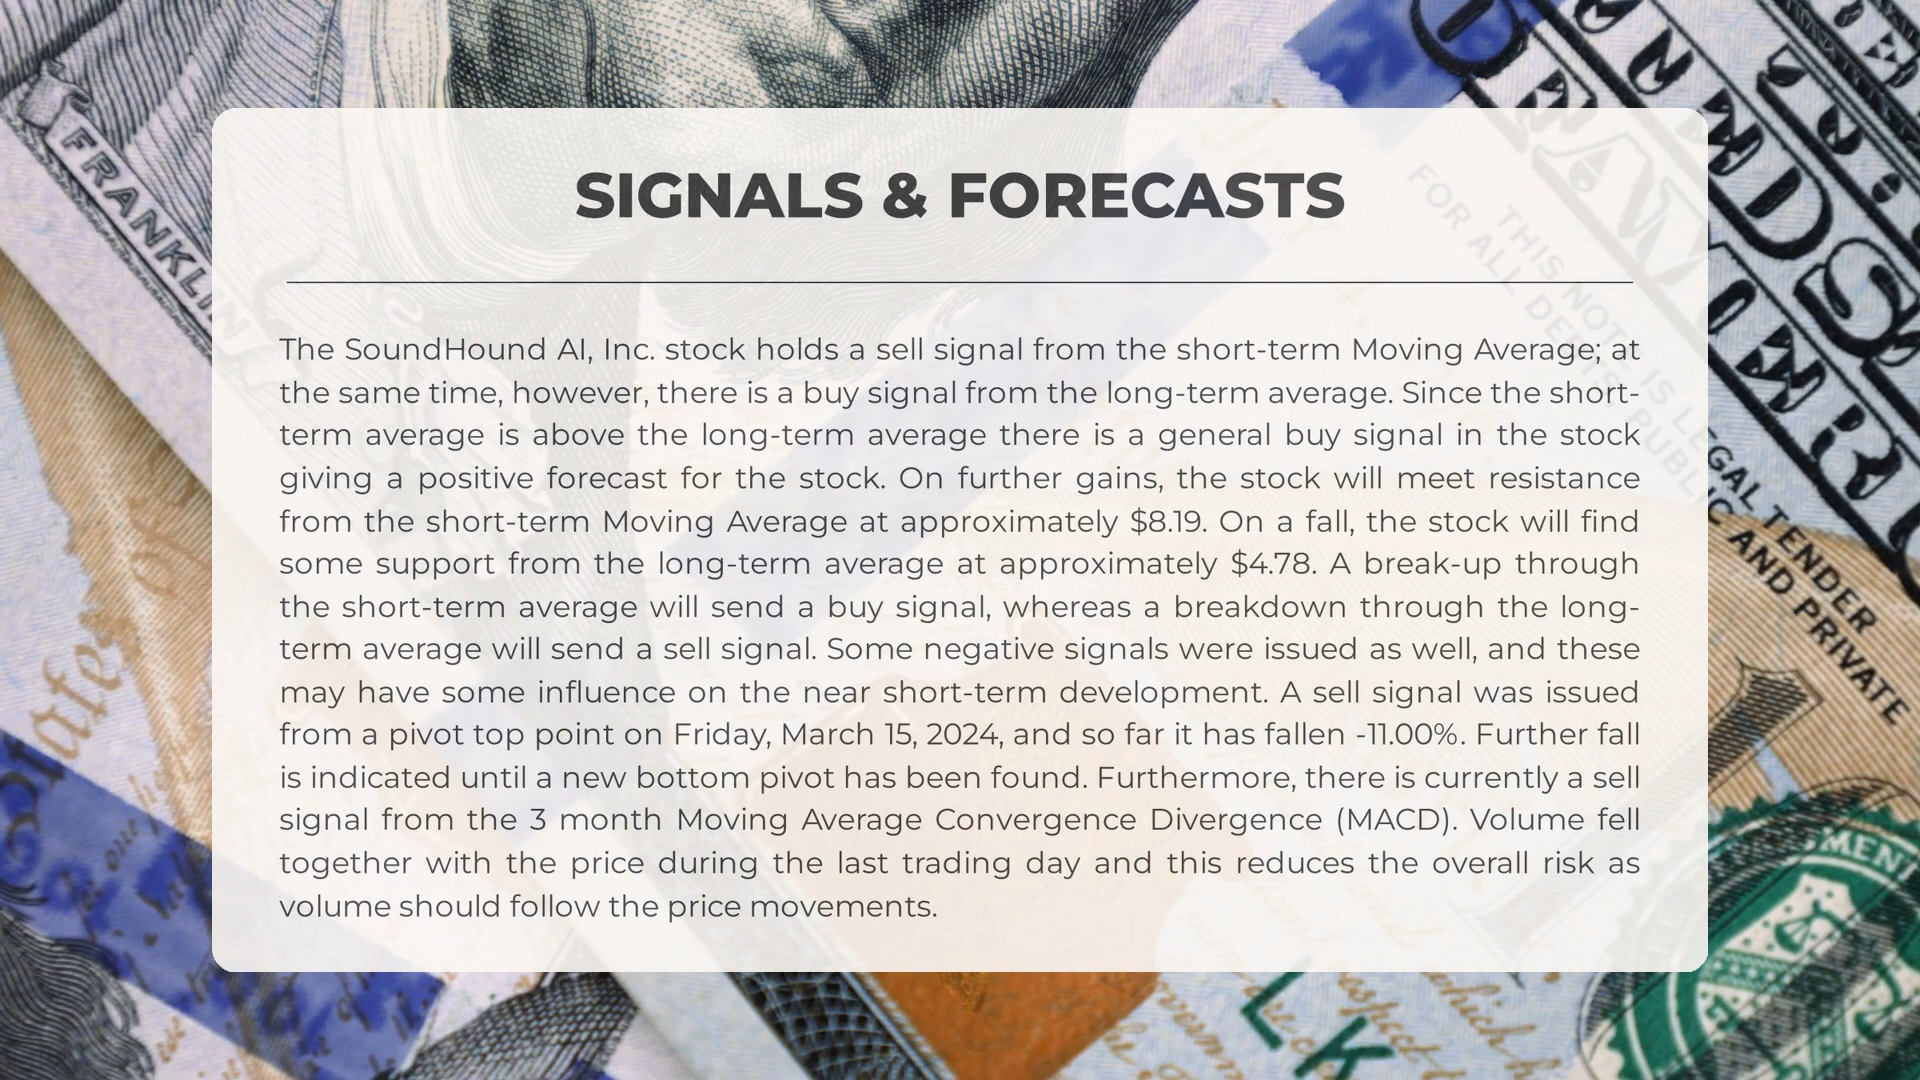 SIGNALS & FORECASTS
The SoundHound AI, Inc. stock holds a sell signal from the short-term Moving Average; at
the same time, however, there is a buy signal from the long-term average. Since the short-
term average is above the long-term average there is a general buy signal in the stock
giving a positive forecast for the stock. On further gains, the stock will meet resistance
from the short-term Moving Average at approximately $8.19. On a fall, the stock will find
some support from the long-term average at approximately $4.78. A break-up through
the short-term average will send a buy signal, whereas a breakdown through the long-
term average will send a sell signal. Some negative signals were issued as well, and these
may have some influence on the near short-term development. A sell signal was issued
from a pivot top point on Friday, March 15, 2024, and so far it has fallen -11.00%. Further fall
is indicated until a new bottom pivot has been found. Furthermore, there is currently a sell
signal from the 3 month Moving Average Convergence Divergence (MACD). Volume fell
together with the price during the last trading day and this reduces the overall risk as
volume should follow the price movements.
FRANKLIN
THIS NOTE IS LEGAL TENDER
FOR ALL DEBTS, PUBLIC AND PRIVATE